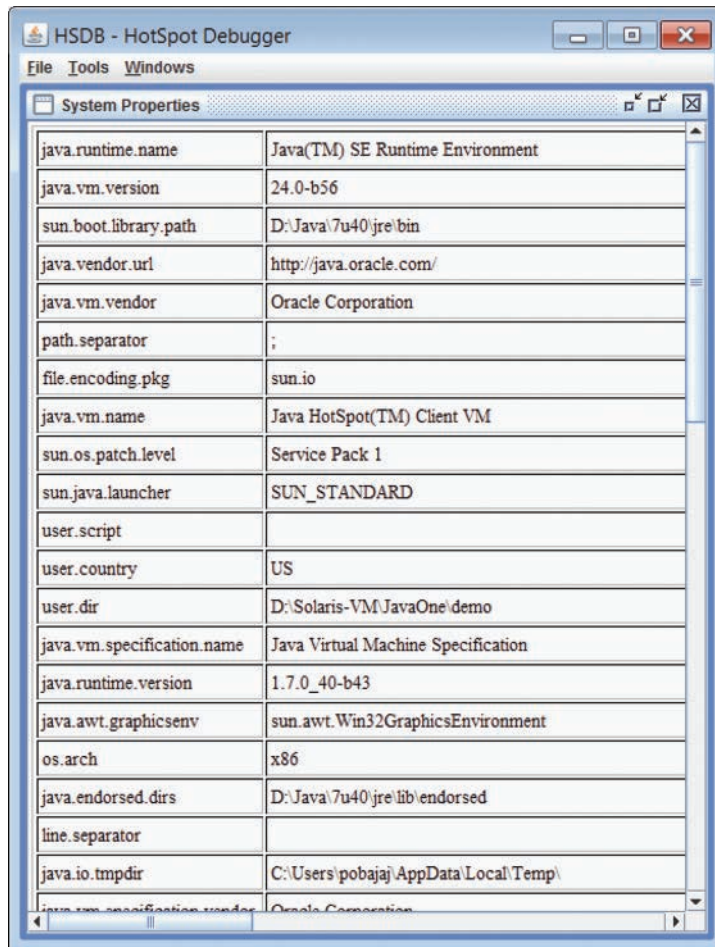 HSDB - HotSpot Debugger
File Tools Windows
System Properties
java.runtime.name Java(TM) SE Runtime Environment
java.vm.version 24.0-b56
sun.boot.library.path D:\Java\7u40\jre\bin
java.vendor.url http://java.oracle.com/
java.vm.vendor Oracle Corporation
path.separator ;
file.encoding.pkg sun.io
java.vm.name Java HotSpot(TM) Client VM
sun.os.patch.level Service Pack 1
sun.java.launcher SUN_STANDARD
user.script
user.country US
user.dir D:\Solaris-VM\JavaOne\demo
java.vm.specification.name Java Virtual Machine Specification
java.runtime.version 1.7.0_40-b43
java.awt.graphicsenv sun.awt.Win32GraphicsEnvironment
os.arch x86
java.endorsed.dirs D:\Java\7u40\jre\lib\endorsed
line.separator
java.io.tmpdir C:\Users\pobajaj\AppData\Local\Temp\
java.vm.specification.vendor Oracle Corporation